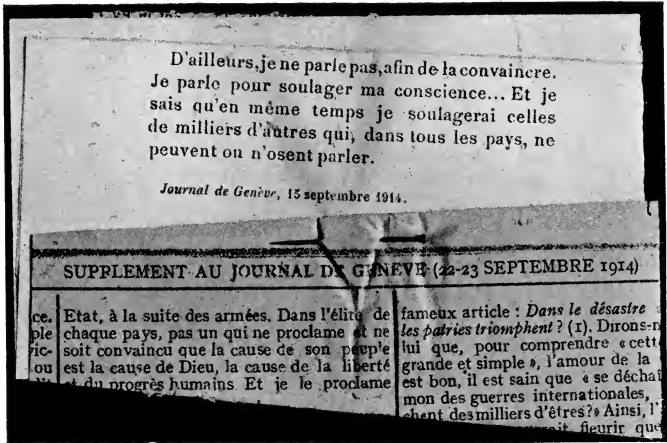 D'ailleurs, je ne parle pas, afin de la convaincre.
Je parle pour soulager ma conscience... Et je
sais qu'en même temps je soulagerai celles
de milliers d'autres qui, dans tous les pays, ne
peuvent ou n'osent parler.
Journal de Genève, 15 septembre 1914.
SUPPLEMENT AU JOURNAL DE GENEVE (22-23 SEPTEMBRE 1914)
ce.
ple
vic-
ou
Etat, à la suite des armées. Dans l'élite de
chaque pays, pas un qui ne proclame et ne
soit convaincu que la cause de son peuple
est la cause de Dieu, la cause de la liberté
et du progrès humains. Et je le proclame
fameux article : Dans le désastre
les patries triomphent ? (1). Dirons-n
lui que, pour comprendre « cett
grande et simple », l'amour de la
est bon, il est sain que « se déchaî
mon des guerres internationales,
chent des milliers d'êtres ? » Ainsi, l'
fleurir que